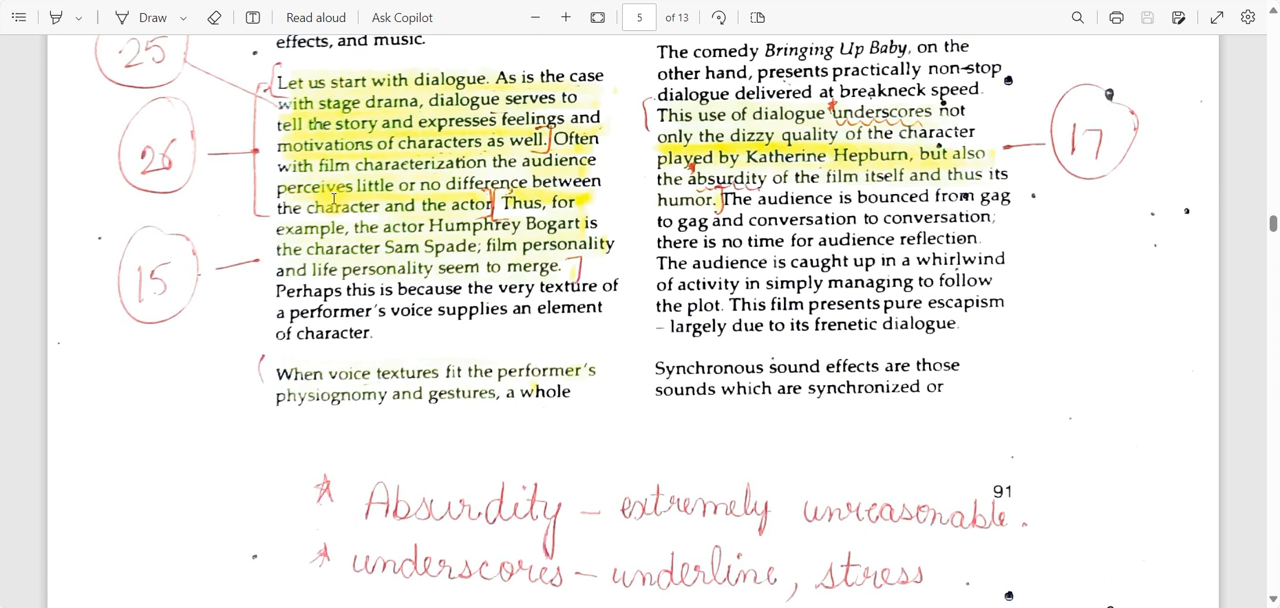 Draw
Read aloud
Ask Copilot
5
of 13
25
effects, and music.
Let us start with dialogue. As is the case
with stage drama, dialogue serves to
tell the story and expresses feelings and
motivations of characters as well. Often
with film characterization the audience
perceives little or no difference between
the character and the actor. Thus, for
example, the actor Humphrey Bogart is
the character Sam Spade; film personality
and life personality seem to merge.
Perhaps this is because the very texture of
a performer's voice supplies an element
of character.
26
15
When voice textures fit the performer's
physiognomy and gestures, a whole
The comedy Bringing Up Baby, on the
other hand, presents practically non-stop
dialogue delivered at breakneck speed.
This use of dialogue underscores not
only the dizzy quality of the character
played by Katherine Hepburn, but also
the absurdity of the film itself and thus its
humor. The audience is bounced from gag
to gag and conversation to conversation;
there is no time for audience reflection.
The audience is caught up in a whirlwind
of activity in simply managing to follow
the plot. This film presents pure escapism
– largely due to its frenetic dialogue.
17
Synchronous sound effects are those
sounds which are synchronized or
91
* Absurdity – extremely unreasonable.
* underscores – underline, stress